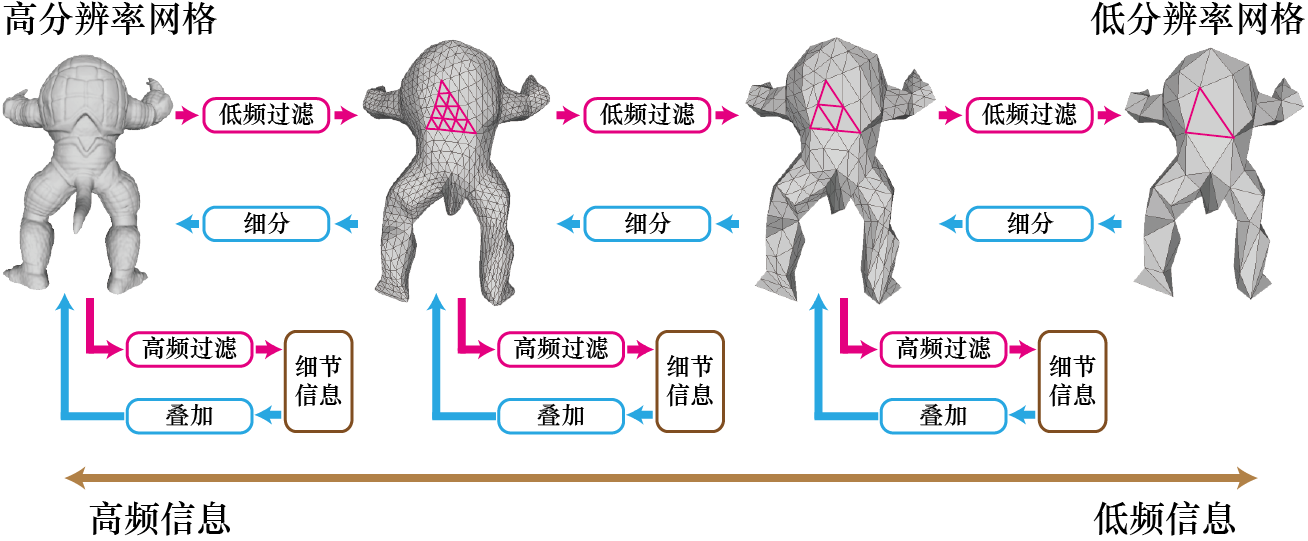 高分辨率网格
低分辨率网格
低频过滤
低频过滤
低频过滤
细分
细分
细分
高频过滤
细节
信息
叠加
高频过滤
细节
信息
叠加
高频过滤
细节
信息
叠加
高频信息
低频信息